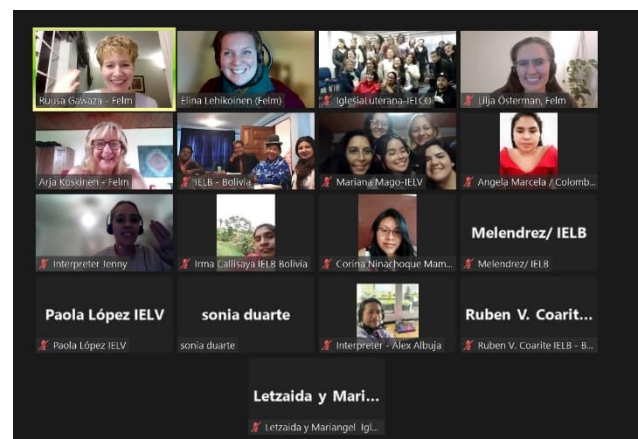 Ruusa Gawaza - Felm
Elina Lehikoinen (Felm)
IglesiaLuterana-IELCO
Lilja Österman, Felm
Arja Koskinen - Felm
IELB - Bolivia
Mariana Mago-IELV
Angela Marcela / Colomb...
Interpreter Jenny
Irma Callisaya IELB Bolivia
Corina Ninachoque Mam...
Melendrez/ IELB
Melendrez/ IELB
Paola López IELV
Paola López IELV
sonia duarte
sonia duarte
Interpreter - Alex Albuja
Ruben V. Coarit...
Ruben V. Coarite IELB - B...
Letzaida y Mari...
Letzaida y Mariangel Igl...